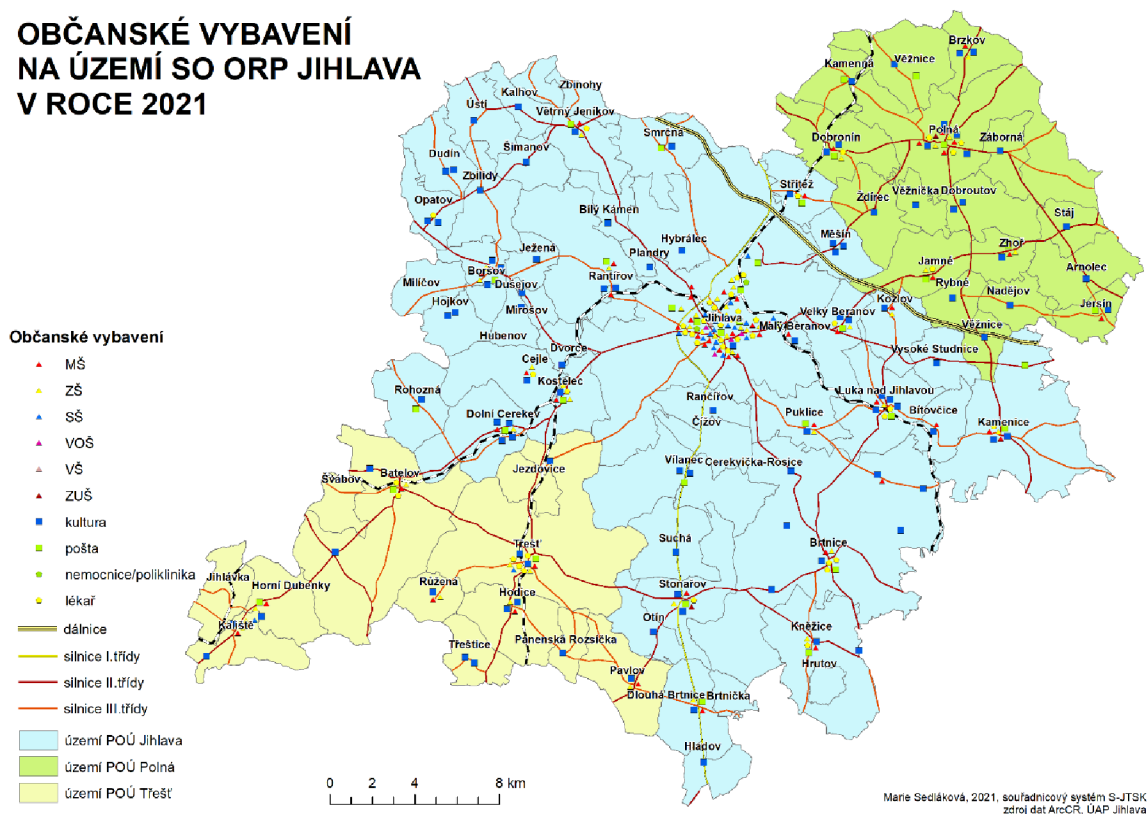 OBČANSKÉ VYBAVENÍ
NA ÚZEMÍ SO ORP JIHLAVA
V ROCE 2021
Brzkov
Věžnice
Kamenná
Zbinohy
Kalhov
Ústí
Větrný Jeníkov
Smrčná
Dobronín
Polná
Záborná
Šimanov
Dudín
Zbilidy
Střítěž
Ždírec
Věžnička
Dobroutov
Opatov
Bílý Kámen
Stáj
Měšín
Hybrálec
Zhoř
Ježená
Plandry
Jamné
Arnolec
Boršov
Rantířov
Milíčov
Dušejov
Rybné
Nadějov
Hojkov
Kozlov
Jersín
Mirošov
Jihlava
Velký Beranov
Malý Beranov
Věžnice
Hubenov
Dvorce
Vysoké Studnice
Občanské vybavení
Cejle
Kostelec
MŠ
Rohozná
Luka nad Jihlavou
ZŠ
Rančířov
Bítovčice
SŠ
Dolní Cerekev
Puklice
Čížov
Kamenice
VOŠ
VŠ
Jezdovice
Vílanec
Cerekvička-Rosice
ZUŠ
Švábov
Batelov
kultura
Suchá
Brtnice
pošta
Třešť
nemocnice/poliklinika
Jihlávka
Horní Dubenky
Růžená
Stonařov
lékař
Hodice
Otín
Kněžice
dálnice
Kaliště
Panenská Rozsíčka
silnice I.třídy
Třeštice
Hrutov
Pavlov
silnice II.třídy
Dlouhá Brtnice
Brtnička
silnice III.třídy
Hladov
území POÚ Jihlava
území POÚ Polná
území POÚ Třešť
0 2 4 8 km
Marie Sedláková, 2021, souřadnicový systém S-JTSK
zdroj dat ArcČR, ÚAP Jihlava